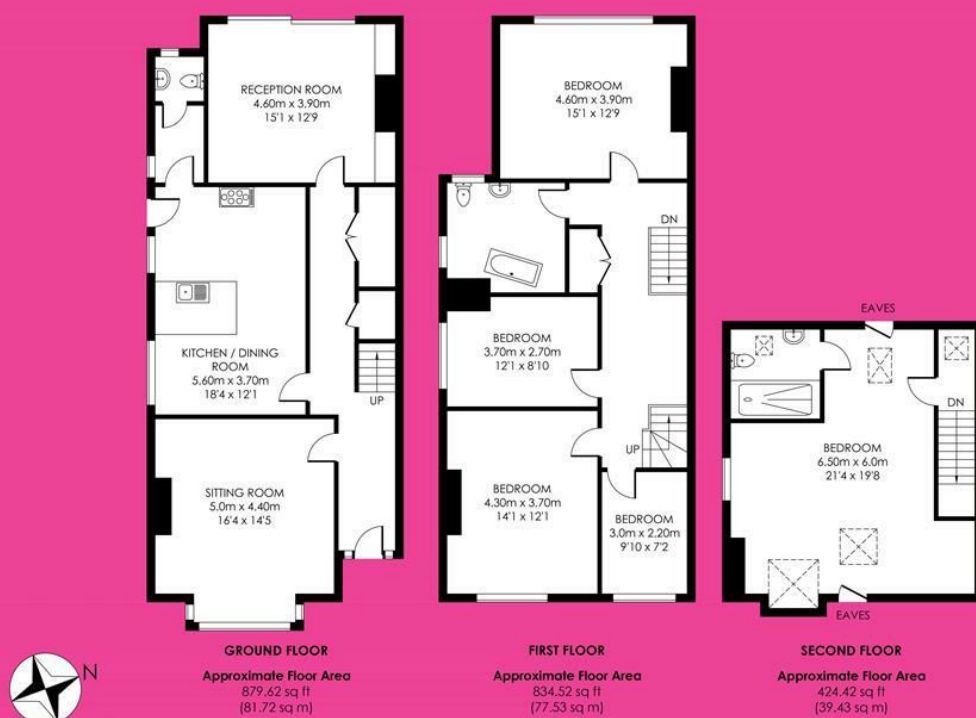 RECEPTION ROOM
4.60m x 3.90m
15'1 x 12'9
KITCHEN / DINING
ROOM
5.60m x 3.70m
18'4 x 12'1
UP
SITTING ROOM
5.0m x 4.40m
16'4 x 14'5
BEDROOM
4.60m x 3.90m
15'1 x 12'9
DN
BEDROOM
3.70m x 2.70m
12'1 x 8'10
UP
BEDROOM
4.30m x 3.70m
14'1 x 12'1
BEDROOM
3.0m x 2.20m
9'10 x 7'2
EAVES
DN
BEDROOM
6.50m x 6.0m
21'4 x 19'8
EAVES
N
GROUND FLOOR
Approximate Floor Area
879.62 sq ft
(81.72 sq m)
FIRST FLOOR
Approximate Floor Area
834.52 sq ft
(77.53 sq m)
SECOND FLOOR
Approximate Floor Area
424.42 sq ft
(39.43 sq m)